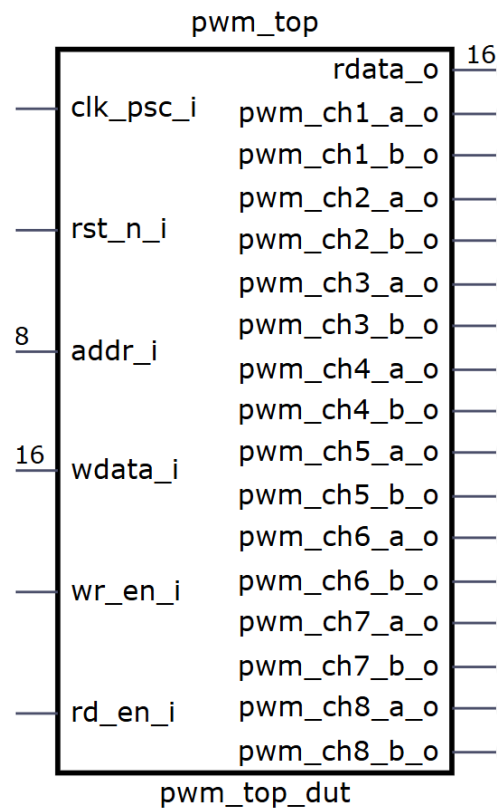 pwm_top
16
rdata_o
clk_psc_i
pwm_ch1_a_o
pwm_ch1_b_o
pwm_ch2_a_o
rst_n_i
pwm_ch2_b_o
pwm_ch3_a_o
pwm_ch3_b_o
8
addr_i
pwm_ch4_a_o
pwm_ch4_b_o
16
wdata_i
pwm_ch5_a_o
pwm_ch5_b_o
pwm_ch6_a_o
wr_en_i
pwm_ch6_b_o
pwm_ch7_a_o
pwm_ch7_b_o
rd_en_i
pwm_ch8_a_o
pwm_ch8_b_o
pwm_top_dut